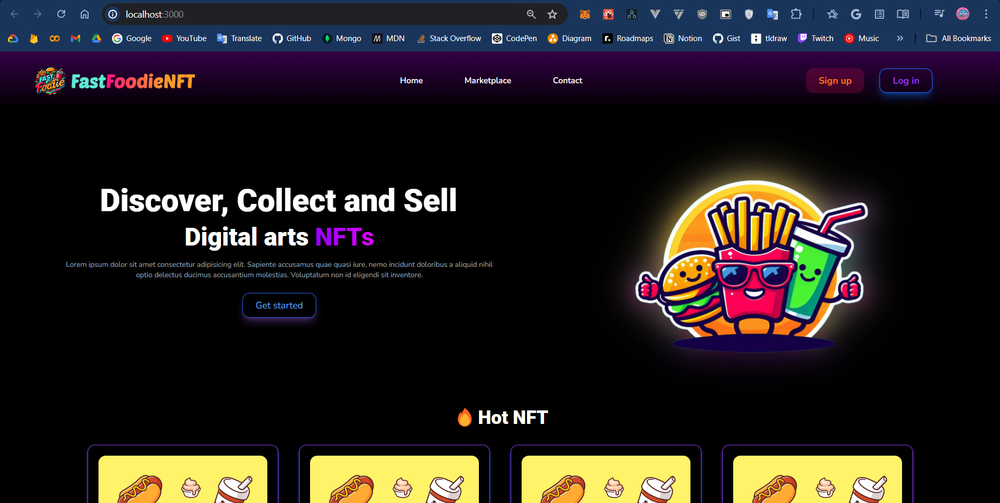 localhost:3000
Google YouTube Translate GitHub Mongo MDN Stack Overflow CodePen Diagram Roadmaps Notion Gist tldraw Twitch Music » All Bookmarks
FAST Foodie FastFoodieNFT Home Marketplace Contact Sign up Log in
Discover, Collect and Sell
Digital arts NFTs
Lorem ipsum dolor sit amet consectetur adipisicing elit. Sapiente accusamus quae quasi iure, nemo incidunt doloribus a aliquid nihil
optio delectus ducimus accusantium molestias. Voluptatum non id eligendi sit inventore.
Get started
Hot NFT